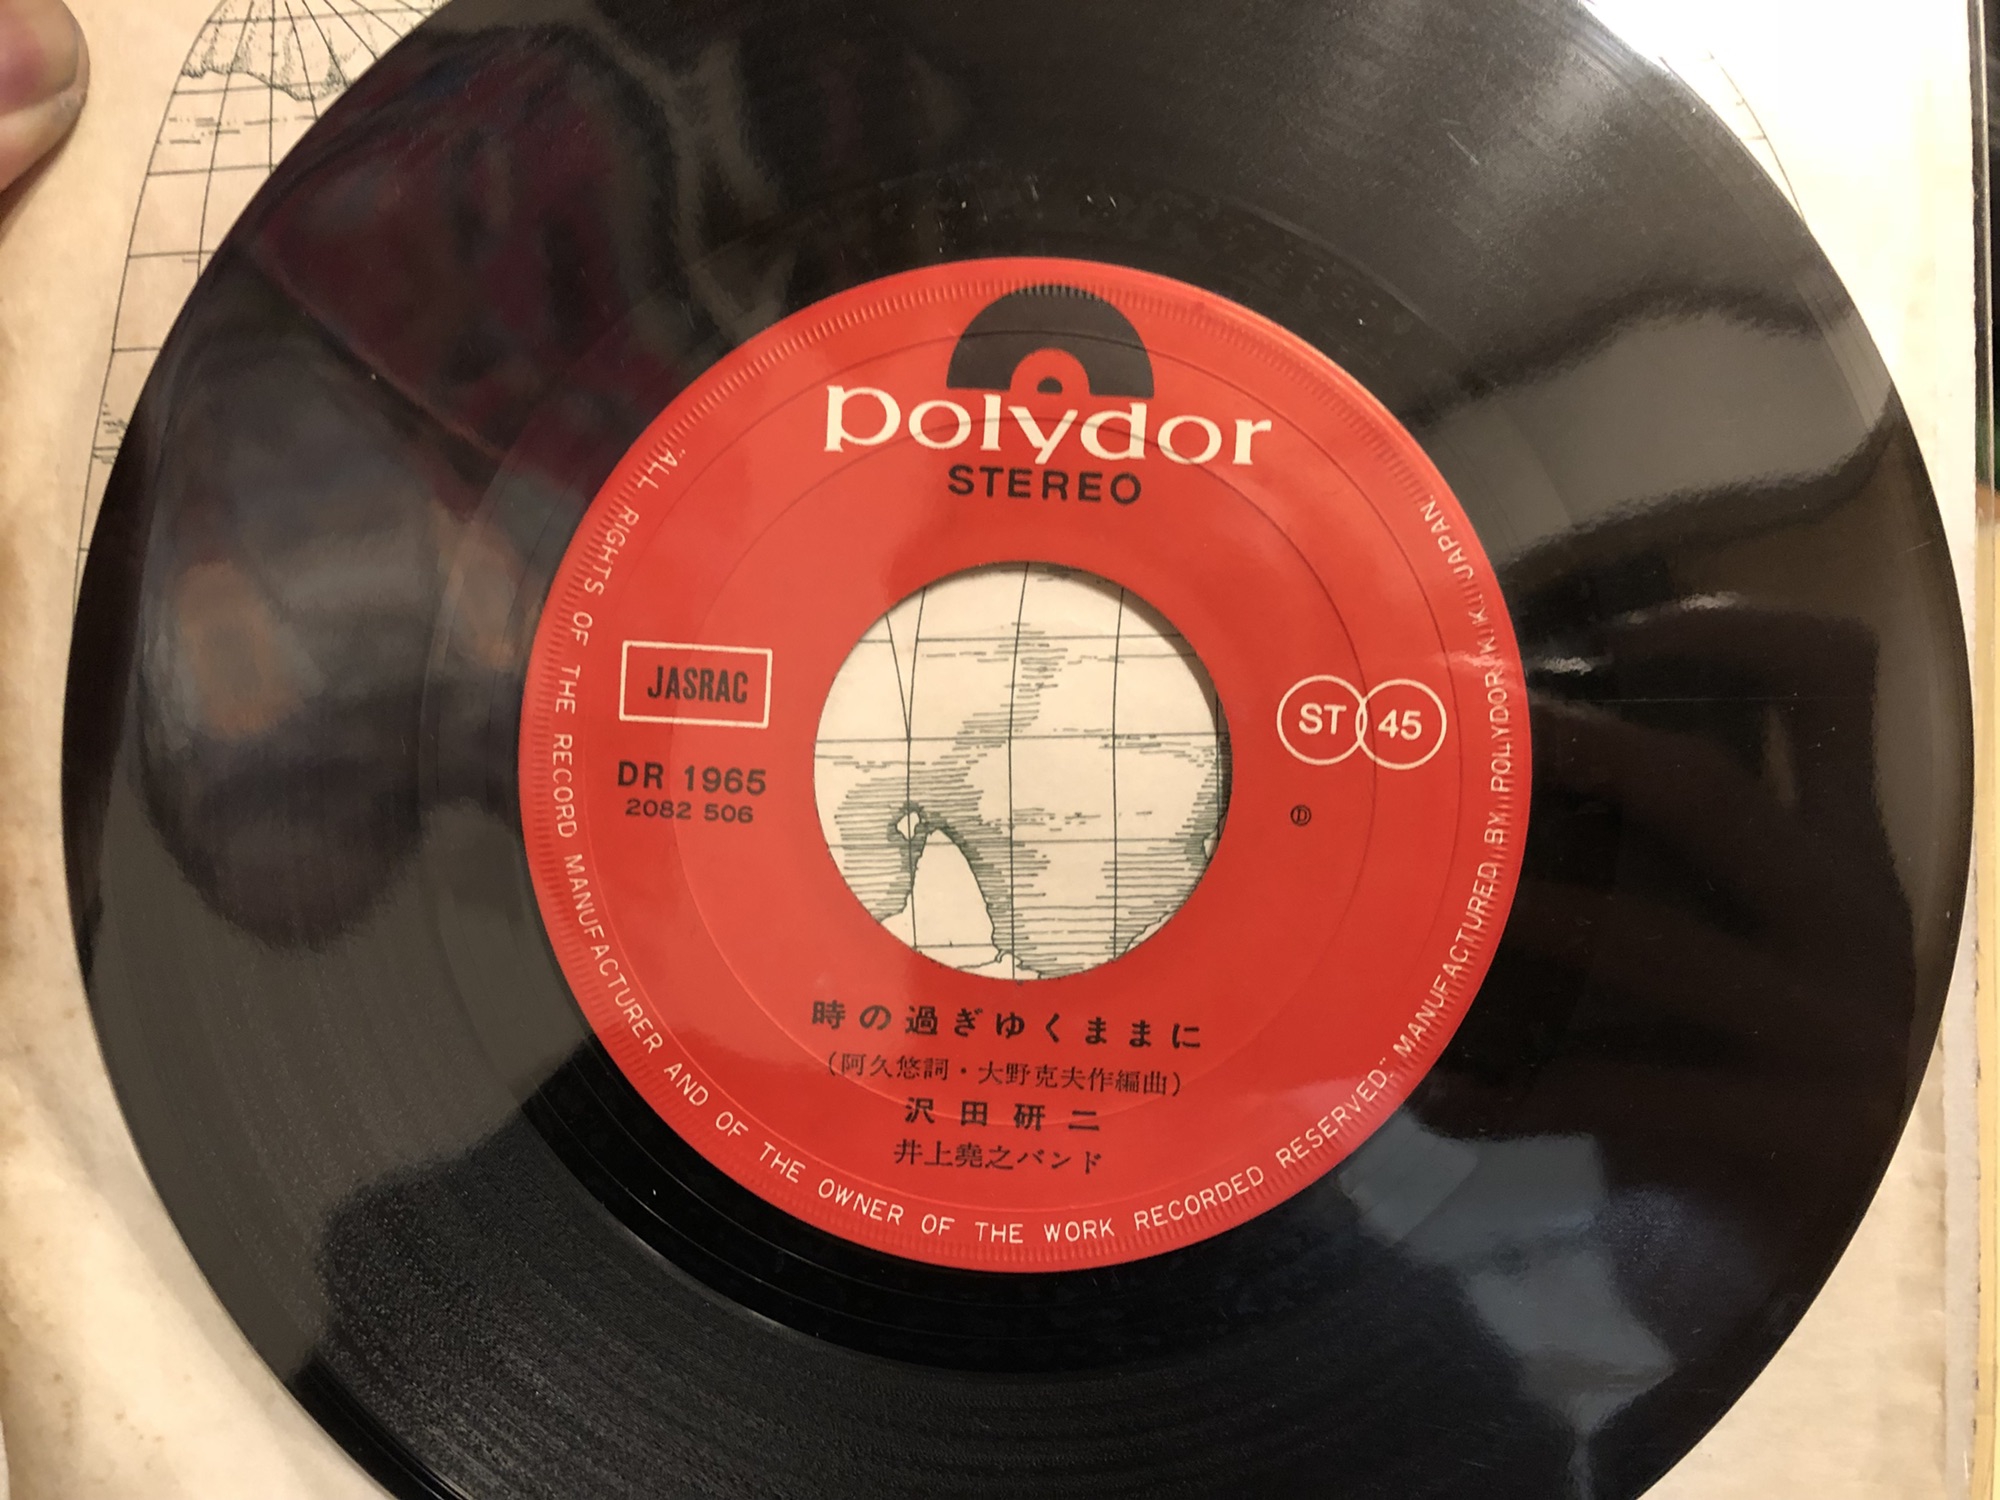 polydor
STEREO
JASRAC
DR 1965
2082 506
ST 45
Ⓓ
時の過ぎゆくままに
(阿久悠詞・大野克夫作編曲)
沢田研二
井上堯之バンド
"ALL RIGHTS OF THE RECORD MANUFACTURER AND OF THE OWNER OF THE WORK RECORDED RESERVED." MANUFACTURED BY POLYDOR K.K./JAPAN.